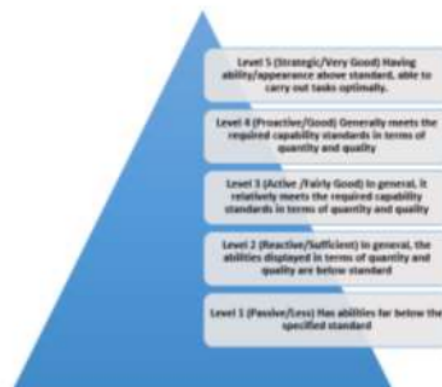 Level 5 (Strategic/Very Good) Having
ability/appearance above standard, able to
carry out tasks optimally.
Level 4 (Proactive/Good) Generally meets the
required capability standards in terms of
quantity and quality
Level 3 (Active /Fairly Good) In general, it
relatively meets the required capability
standards in terms of quantity and quality
Level 2 (Reactive/Sufficient) In general, the
abilities displayed in terms of quantity and
quality are below standard
Level 1 (Passive/Less) Has abilities far below the
specified standard